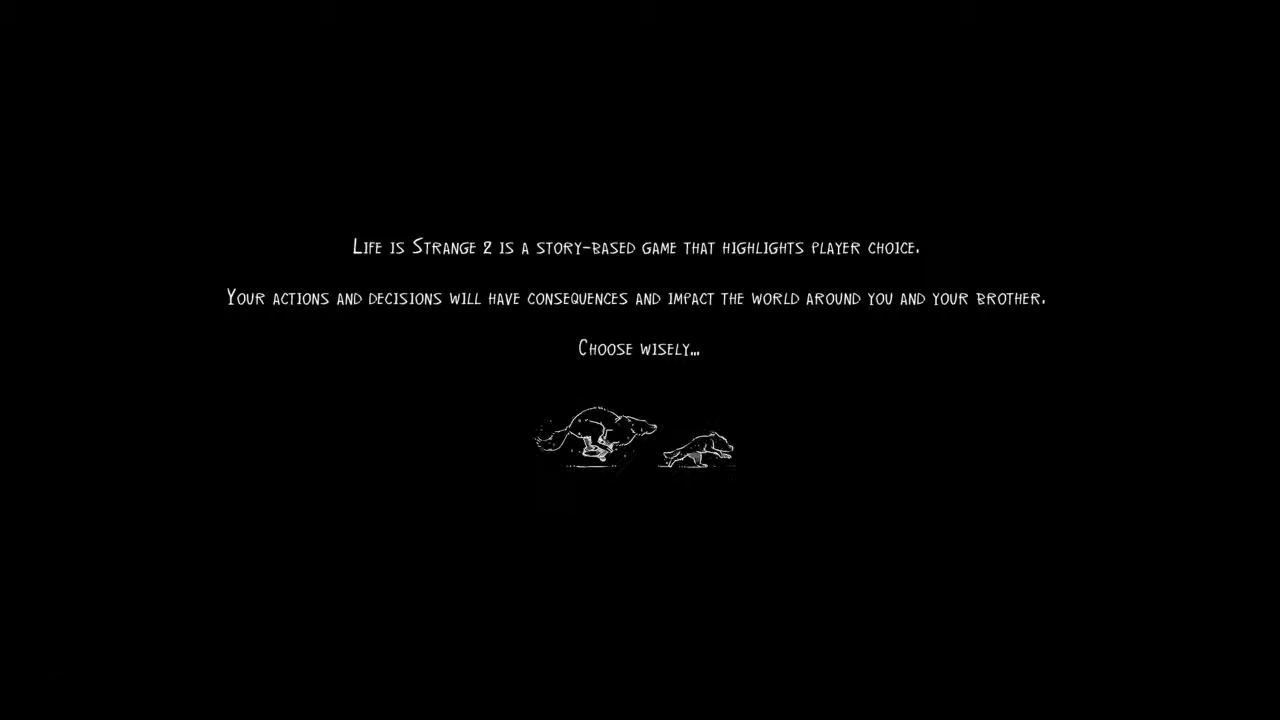 Life is Strange 2 is a story-based game that highlights player choice.
Your actions and decisions will have consequences and impact the world around you and your brother.
Choose wisely...